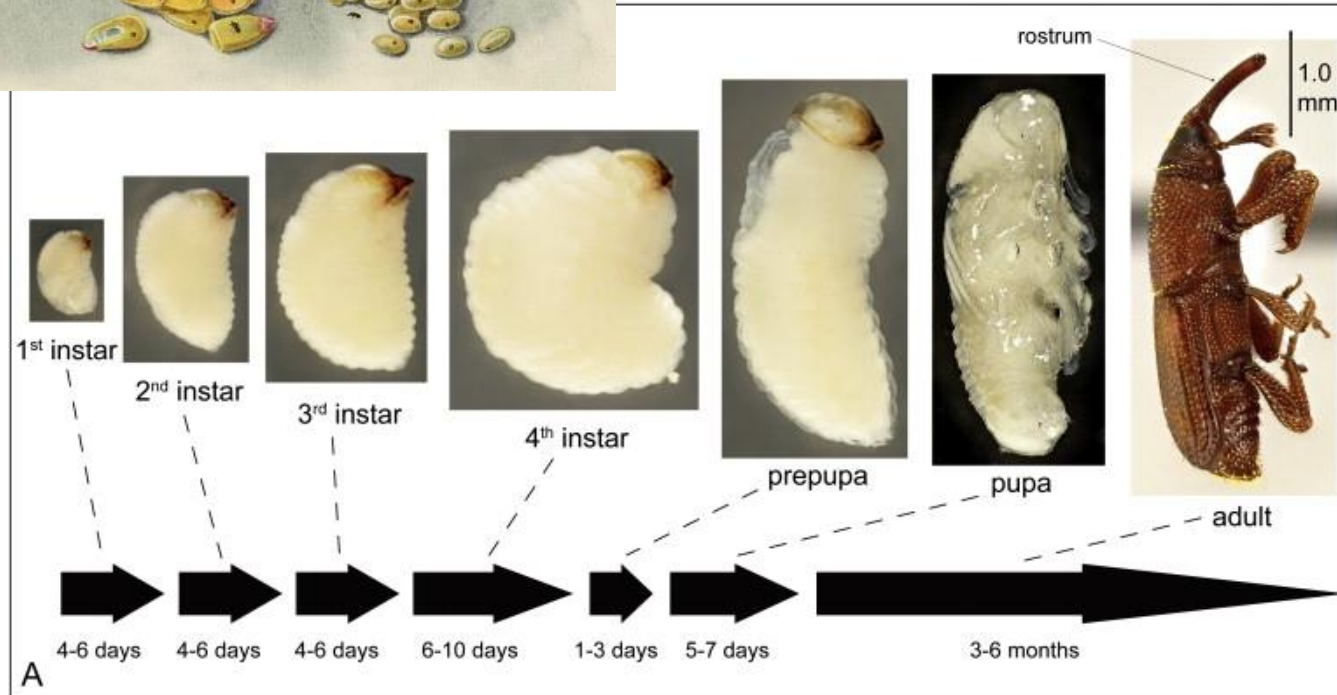 rostrum
1.0
mm
1st instar
2nd instar
3rd instar
4th instar
prepupa
pupa
adult
4-6 days
4-6 days
4-6 days
6-10 days
1-3 days
5-7 days
3-6 months
A